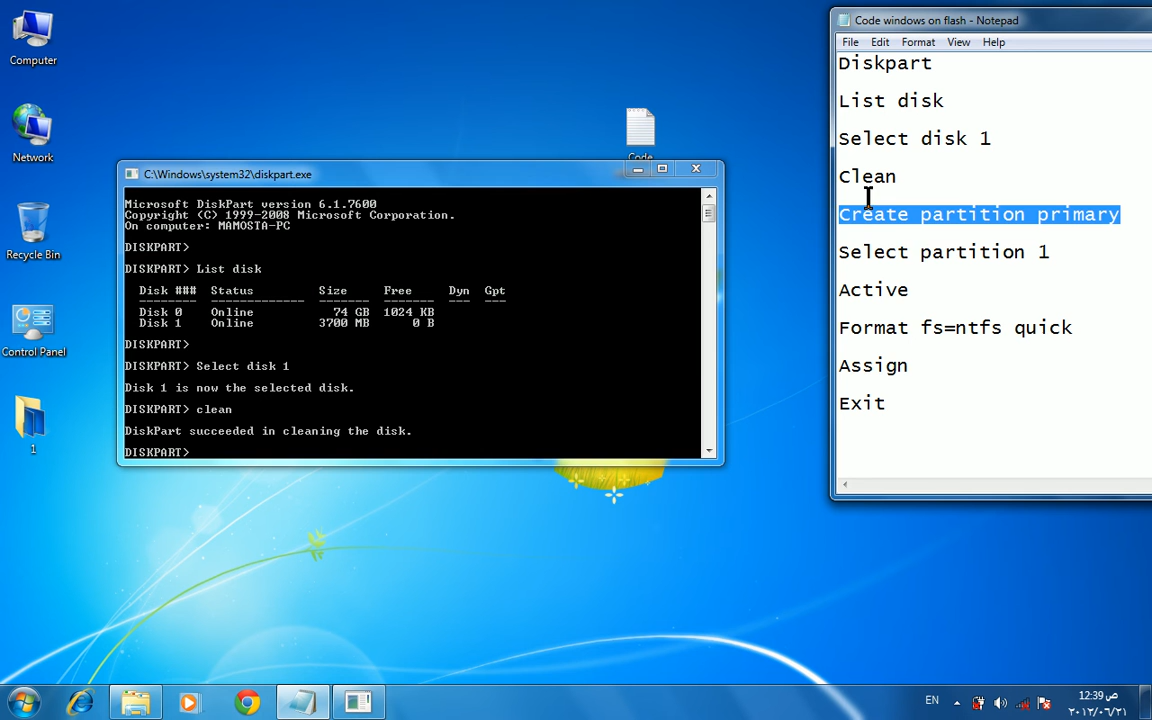 Computer
Network
Recycle Bin
Control Panel
1
Code
C:\Windows\system32\diskpart.exe
Microsoft DiskPart version 6.1.7600
Copyright (C) 1999-2008 Microsoft Corporation.
On computer: MAMOSTA-PC
DISKPART>
DISKPART> List disk
Disk ### Status Size Free Dyn Gpt
-------- ------------- ------- ------- --- ---
Disk 0 Online 74 GB 1024 KB
Disk 1 Online 3700 MB 0 B
DISKPART>
DISKPART> Select disk 1
Disk 1 is now the selected disk.
DISKPART> clean
DiskPart succeeded in cleaning the disk.
DISKPART>
Code windows on flash - Notepad
File Edit Format View Help
Diskpart
List disk
Select disk 1
Clean
Create partition primary
Select partition 1
Active
Format fs=ntfs quick
Assign
Exit
EN
12:39 ص
٢٠١٢/٠٦/٢١